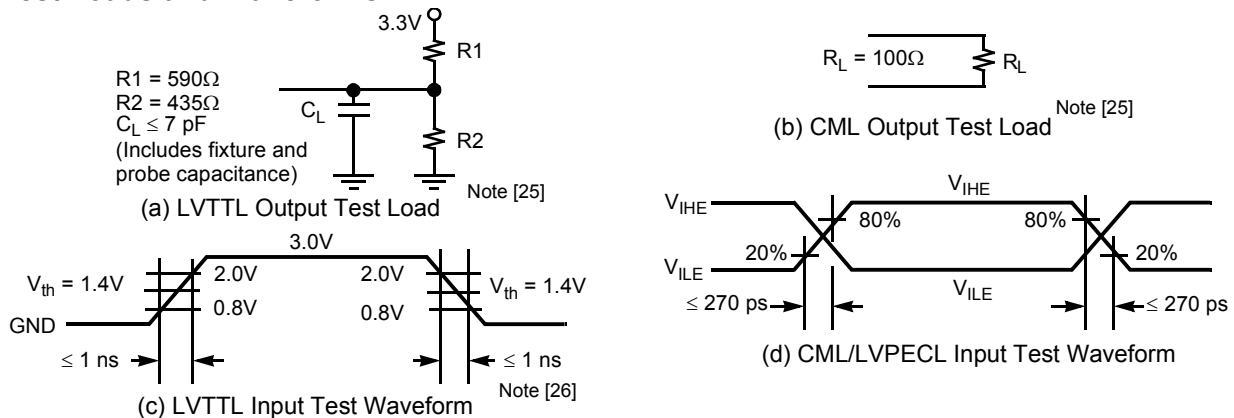 3.3V
R1
R1 = 590Ω
R2 = 435Ω
C_L ≤ 7 pF
(Includes fixture and
probe capacitance)
C_L
R2
Note [25]
(a) LVTTL Output Test Load
R_L = 100Ω
R_L
Note [25]
(b) CML Output Test Load
3.0V
V_th = 1.4V
2.0V
0.8V
2.0V
0.8V
V_th = 1.4V
GND
≤ 1 ns
≤ 1 ns
Note [26]
(c) LVTTL Input Test Waveform
V_IHE
V_IHE
80%
80%
20%
20%
V_ILE
V_ILE
≤ 270 ps
≤ 270 ps
(d) CML/LVPECL Input Test Waveform